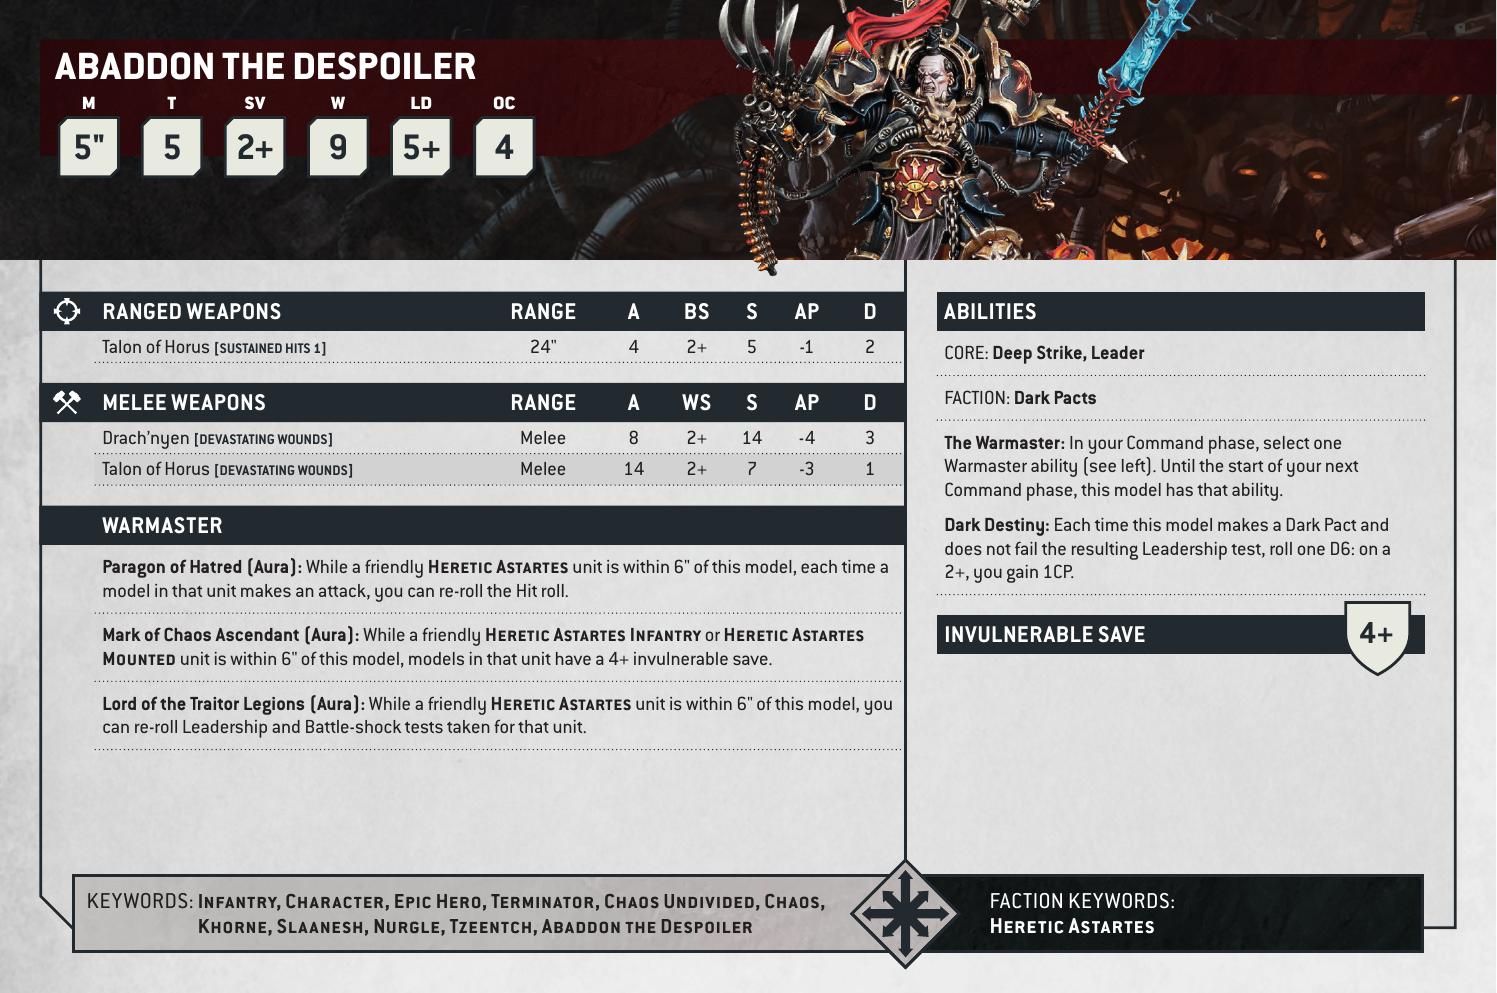 ABADDON THE DESPOILER
M T SV W LD OC
5" 5 2+ 9 5+ 4
RANGED WEAPONS RANGE A BS S AP D
Talon of Horus [SUSTAINED HITS 1] 24" 4 2+ 5 -1 2
MELEE WEAPONS RANGE A WS S AP D
Drach’nyen [DEVASTATING WOUNDS] Melee 8 2+ 14 -4 3
Talon of Horus [DEVASTATING WOUNDS] Melee 14 2+ 7 -3 1
WARMASTER
Paragon of Hatred (Aura): While a friendly HERETIC ASTARTES unit is within 6" of this model, each time a
model in that unit makes an attack, you can re-roll the Hit roll.
Mark of Chaos Ascendant (Aura): While a friendly HERETIC ASTARTES INFANTRY or HERETIC ASTARTES
MOUNTED unit is within 6" of this model, models in that unit have a 4+ invulnerable save.
Lord of the Traitor Legions (Aura): While a friendly HERETIC ASTARTES unit is within 6" of this model, you
can re-roll Leadership and Battle-shock tests taken for that unit.
ABILITIES
CORE: Deep Strike, Leader
FACTION: Dark Pacts
The Warmaster: In your Command phase, select one
Warmaster ability (see left). Until the start of your next
Command phase, this model has that ability.
Dark Destiny: Each time this model makes a Dark Pact and
does not fail the resulting Leadership test, roll one D6: on a
2+, you gain 1CP.
INVULNERABLE SAVE 4+
KEYWORDS: INFANTRY, CHARACTER, EPIC HERO, TERMINATOR, CHAOS UNDIVIDED, CHAOS,
KHORNE, SLAANESH, NURGLE, TZEENTCH, ABADDON THE DESPOILER
FACTION KEYWORDS:
HERETIC ASTARTES